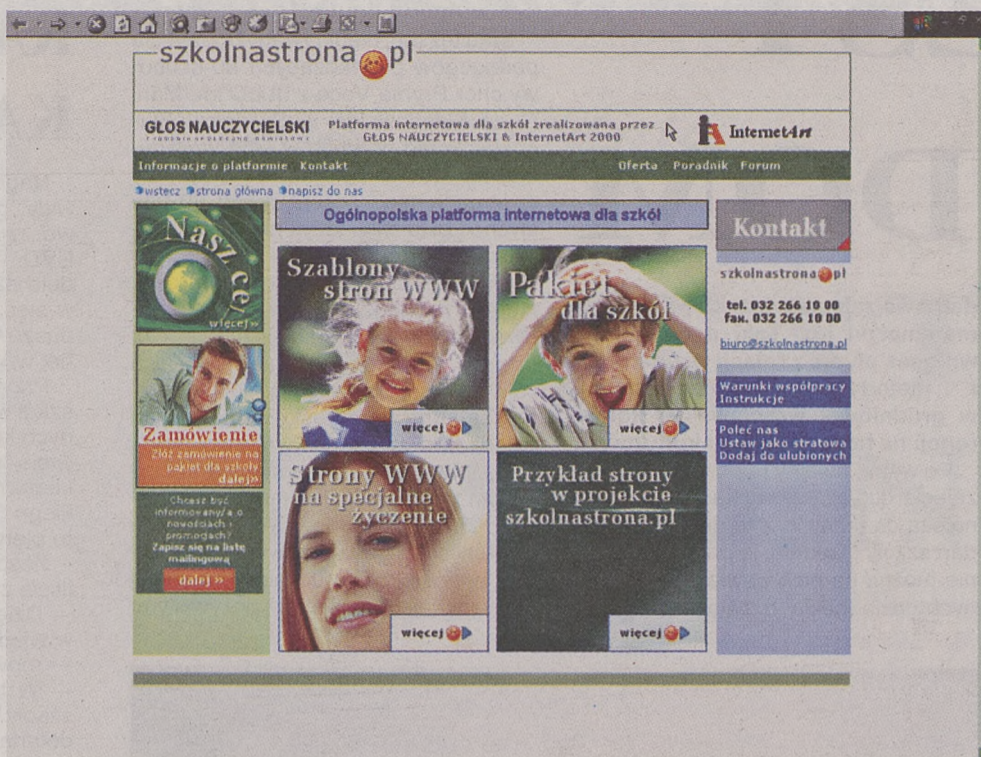 szkolnastrona pl
GŁOS NAUCZYCIELSKI
Platforma internetowa dla szkół zrealizowana przez
GŁOS NAUCZYCIELSKI & InternetArt 2000
InternetArt
Informacje o platformie Kontakt
Oferta Poradnik Forum
wstecz strona główna napisz do nas
Nasz cel
więcej»
Zamówienie
Złóż zamówienie na
pakiet dla szkoły
dalej»
Chcesz być
informowany/a o
nowościach i
promocjach?
Zapisz się na listę
mailingową
dalej »
Ogólnopolska platforma internetowa dla szkół
Szablony
stron WWW
więcej
Pakiet
dla szkół
więcej
Strony WWW
na specjalne
życzenie
więcej
Przykład strony
w projekcie
szkolnastrona.pl
więcej
Kontakt
szkolnastrona pl
tel. 032 266 10 00
fax. 032 266 10 00
biuro@szkolnastrona.pl
Warunki współpracy
Instrukcje
Poleć nas
Ustaw jako stratowa
Dodaj do ulubionych